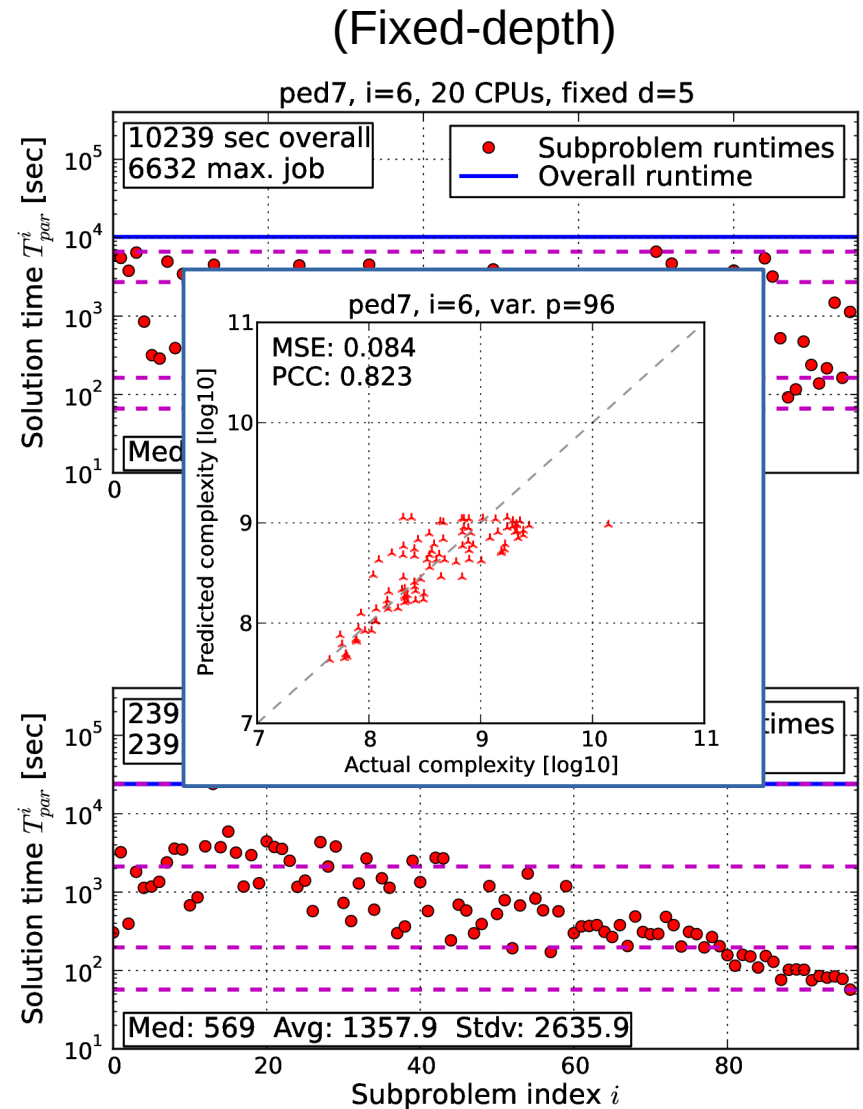 (Fixed-depth)
ped7, i=6, 20 CPUs, fixed d=5
10239 sec overall
6632 max. job
Subproblem runtimes
Overall runtime
Solution time T^i_par [sec]
10^5
10^4
10^3
10^2
10^1
0
Med
ped7, i=6, var. p=96
MSE: 0.084
PCC: 0.823
Predicted complexity [log10]
11
10
9
8
7
7 8 9 10 11
Actual complexity [log10]
239
239
times
Solution time T^i_par [sec]
10^5
10^4
10^3
10^2
10^1
Med: 569 Avg: 1357.9 Stdv: 2635.9
0 20 40 60 80
Subproblem index i